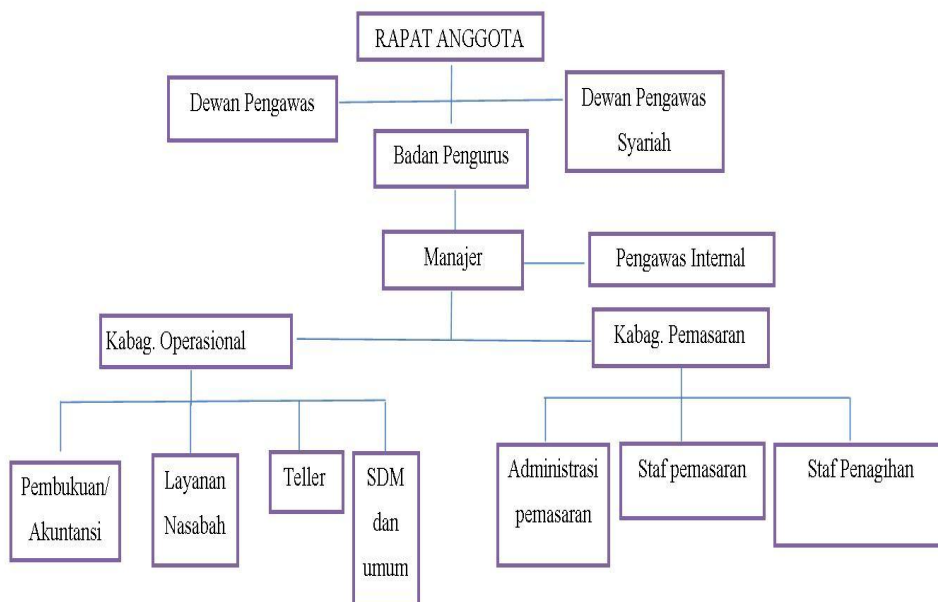 RAPAT ANGGOTA
Dewan Pengawas
Dewan Pengawas
Syariah
Badan Pengurus
Manajer
Pengawas Internal
Kabag. Operasional
Kabag. Pemasaran
Pembukuan/
Akuntansi
Layanan
Nasabah
Teller
SDM
dan
umum
Administrasi
pemasaran
Staf pemasaran
Staf Penagihan